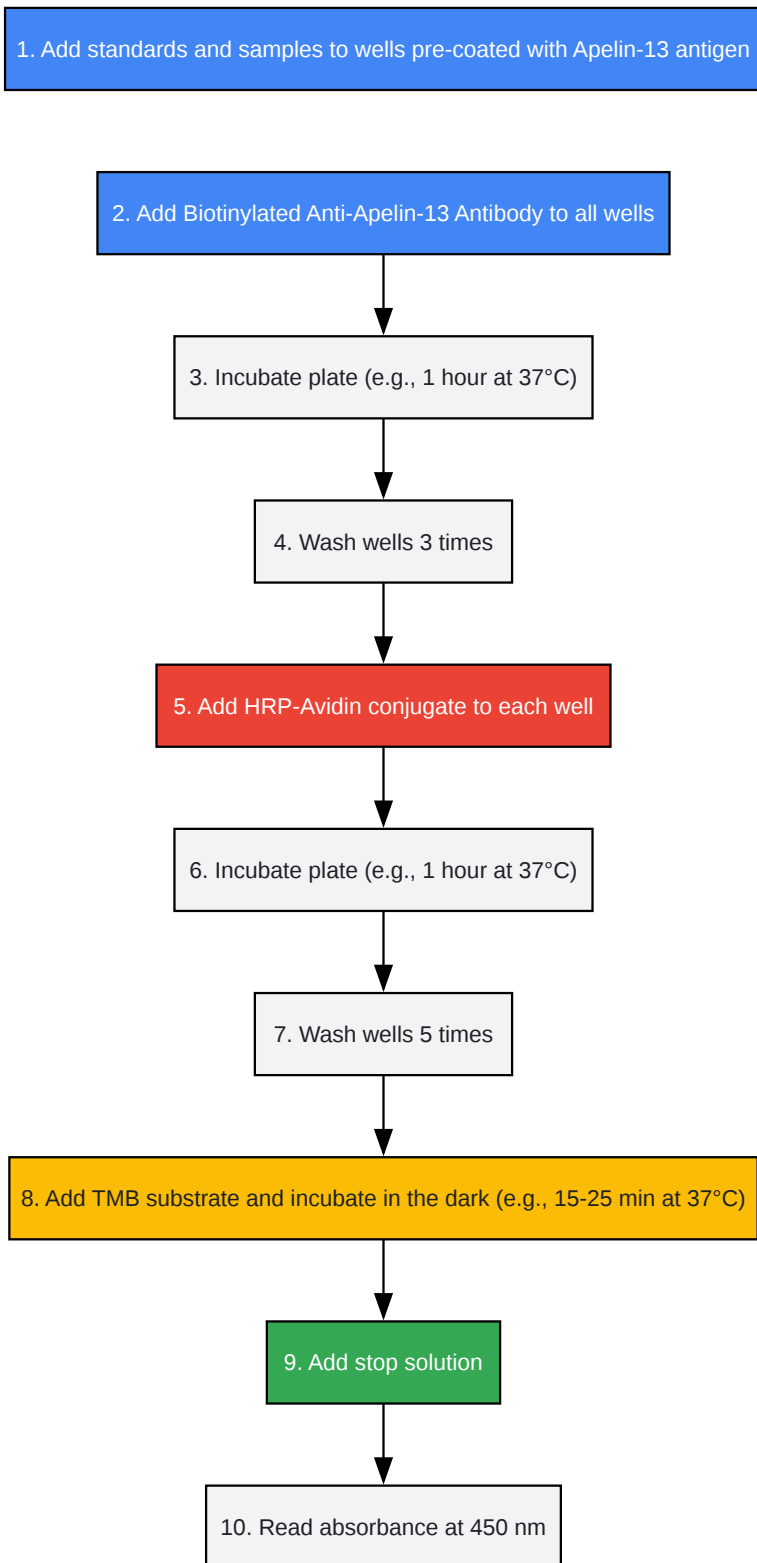 1. Add standards and samples to wells pre-coated with Apelin-13 antigen
2. Add Biotinylated Anti-Apelin-13 Antibody to all wells
3. Incubate plate (e.g., 1 hour at 37°C)
4. Wash wells 3 times
5. Add HRP-Avidin conjugate to each well
6. Incubate plate (e.g., 1 hour at 37°C)
7. Wash wells 5 times
8. Add TMB substrate and incubate in the dark (e.g., 15-25 min at 37°C)
9. Add stop solution
10. Read absorbance at 450 nm